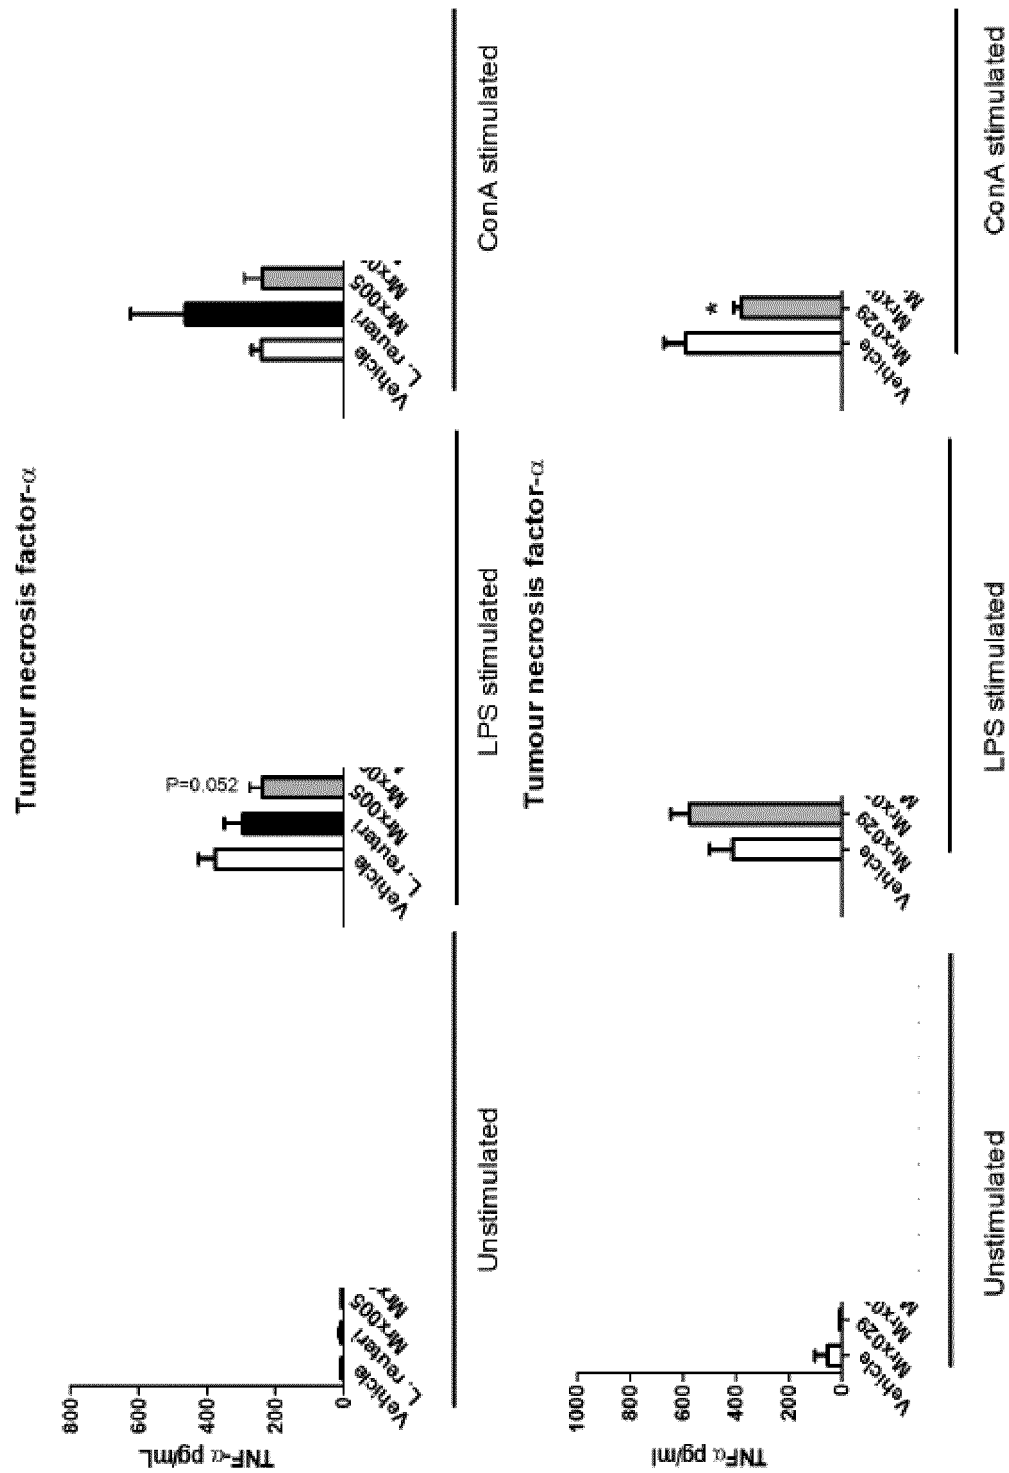 Tumour necrosis factor-α
TNF-α pg/mL
800
600
400
200
0
P=0.052
Vehicle
L. reuteri
Mrx005
Vehicle
L. reuteri
Mrx005
Vehicle
L. reuteri
Mrx005
Unstimulated
LPS stimulated
ConA stimulated
Tumour necrosis factor-α
TNFα pg/ml
1000
800
600
400
200
0
*
Vehicle
Mrx029
Vehicle
Mrx029
Vehicle
Mrx029
Unstimulated
LPS stimulated
ConA stimulated